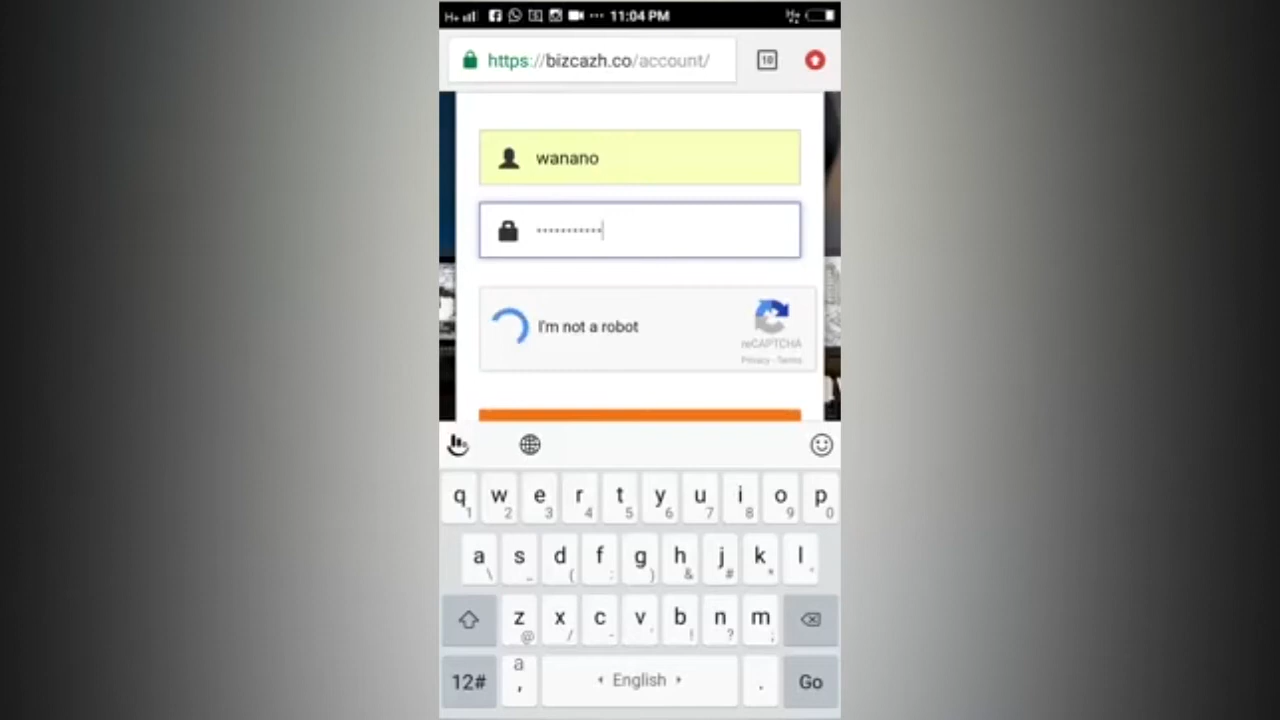 H+ 11:04 PM
https://bizcazh.co/account/ 10
wanano
I'm not a robot
reCAPTCHA
Privacy - Terms
q w e r t y u i o p
1 2 3 4 5 6 7 8 9 0
a s d f g h j k l
\ _ ( : ) & # * "
z x c v b n m
@ / - ' ! ? ;
12# a , English . Go